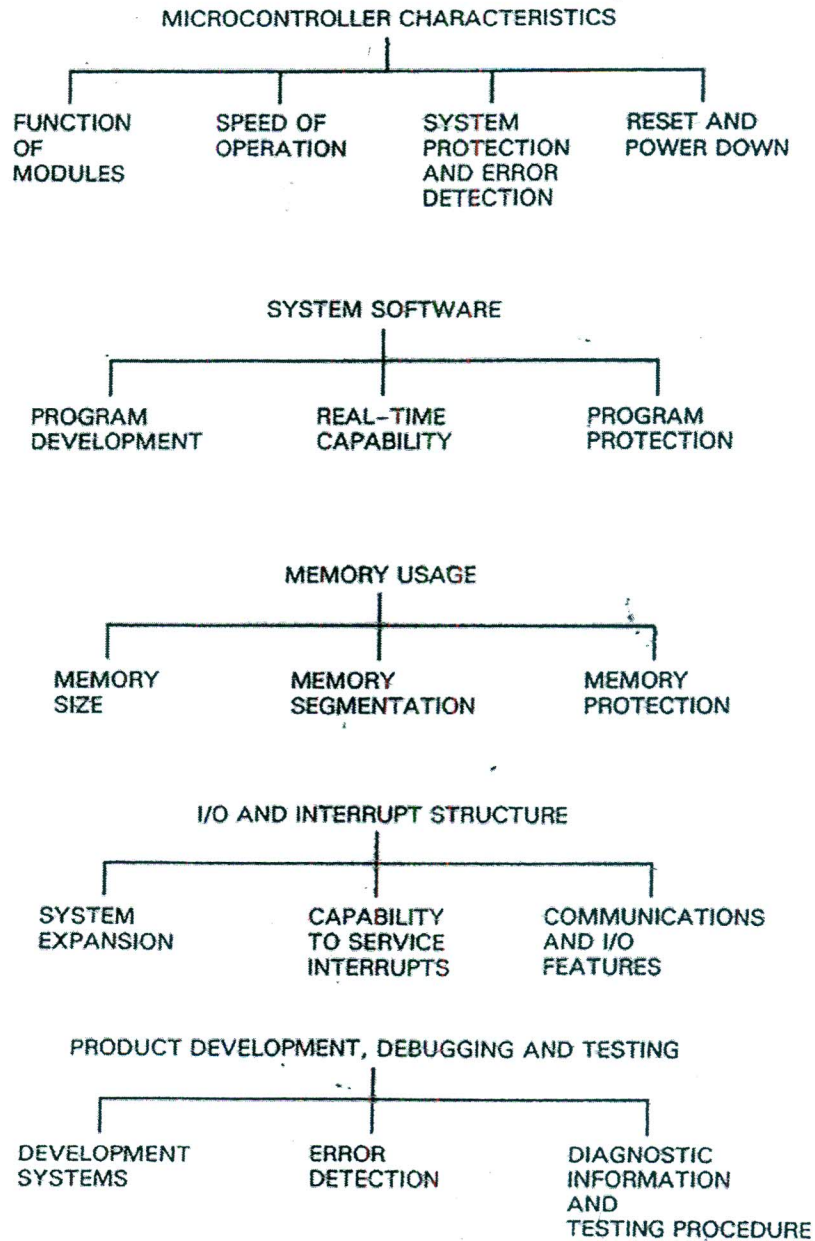 MICROCONTROLLER CHARACTERISTICS
FUNCTION
OF
MODULES
SPEED OF
OPERATION
SYSTEM
PROTECTION
AND ERROR
DETECTION
RESET AND
POWER DOWN
SYSTEM SOFTWARE
PROGRAM
DEVELOPMENT
REAL-TIME
CAPABILITY
PROGRAM
PROTECTION
MEMORY USAGE
MEMORY
SIZE
MEMORY
SEGMENTATION
MEMORY
PROTECTION
I/O AND INTERRUPT STRUCTURE
SYSTEM
EXPANSION
CAPABILITY
TO SERVICE
INTERRUPTS
COMMUNICATIONS
AND I/O
FEATURES
PRODUCT DEVELOPMENT, DEBUGGING AND TESTING
DEVELOPMENT
SYSTEMS
ERROR
DETECTION
DIAGNOSTIC
INFORMATION
AND
TESTING PROCEDURE